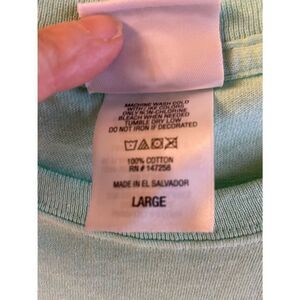 MACHINE WASH COLD
WITH LIKE COLORS
ONLY NON-CHLORINE
BLEACH WHEN NEEDED
TUMBLE DRY LOW
DO NOT IRON IF DECORATED
100% COTTON
RN # 147258
MADE IN EL SALVADOR
LARGE